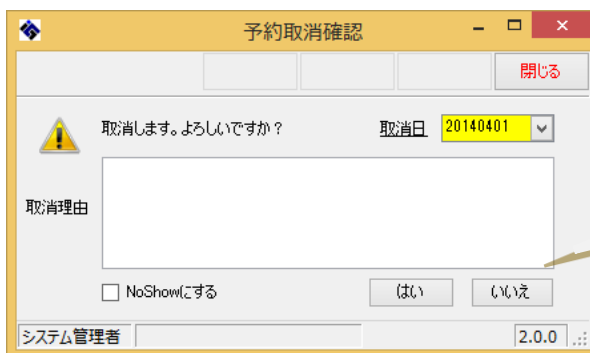 予約取消確認
閉じる
取消します。よろしいですか？ 取消日 20140401
取消理由
NoShowにする はい いいえ
システム管理者 2.0.0